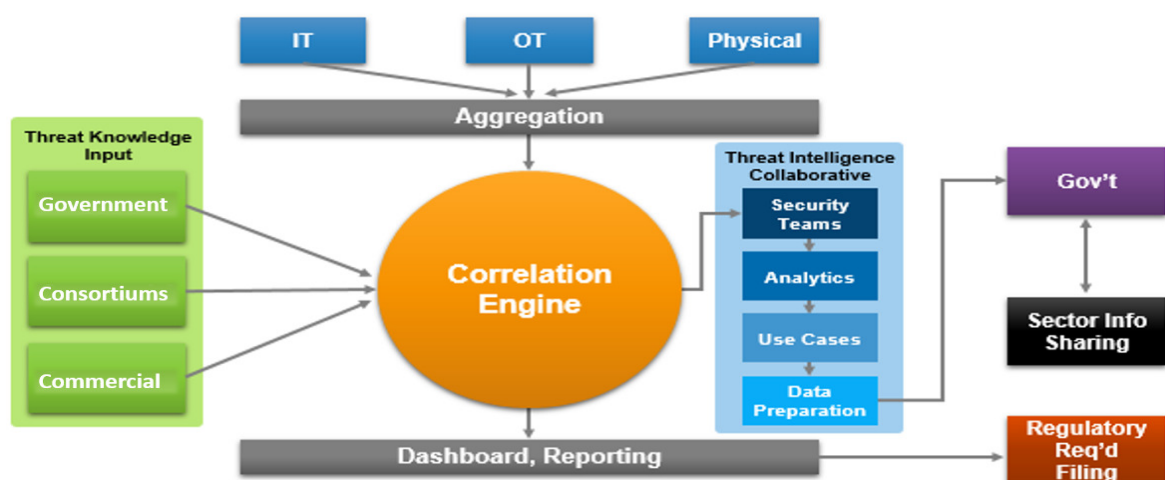 IT
OT
Physical
Aggregation
Threat Knowledge
Input
Government
Consortiums
Commercial
Correlation
Engine
Threat Intelligence
Collaborative
Security
Teams
Analytics
Use Cases
Data
Preparation
Gov't
Sector Info
Sharing
Dashboard, Reporting
Regulatory
Req'd
Filing